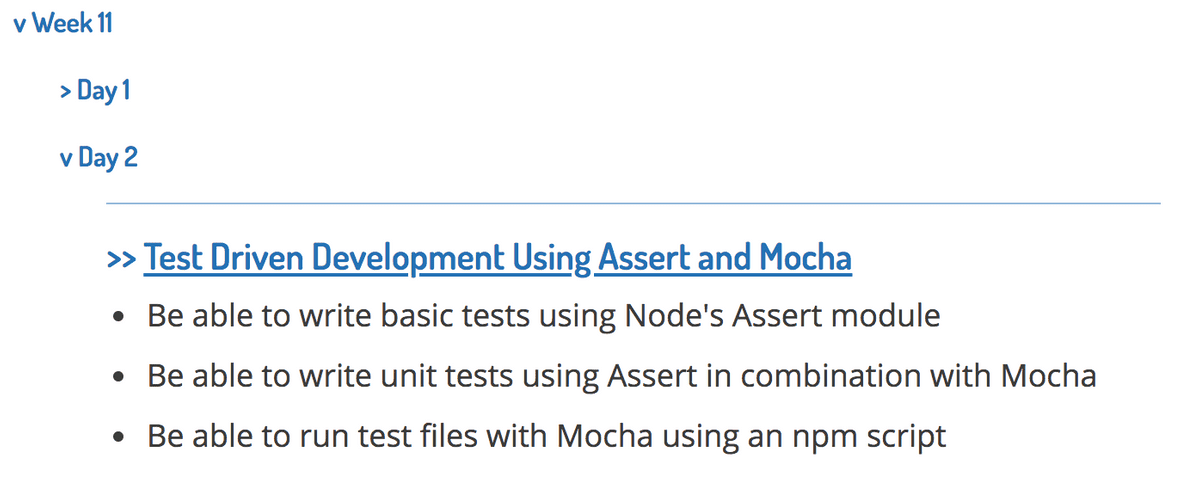 v Week 11
> Day 1
v Day 2
>> Test Driven Development Using Assert and Mocha
• Be able to write basic tests using Node's Assert module
• Be able to write unit tests using Assert in combination with Mocha
• Be able to run test files with Mocha using an npm script